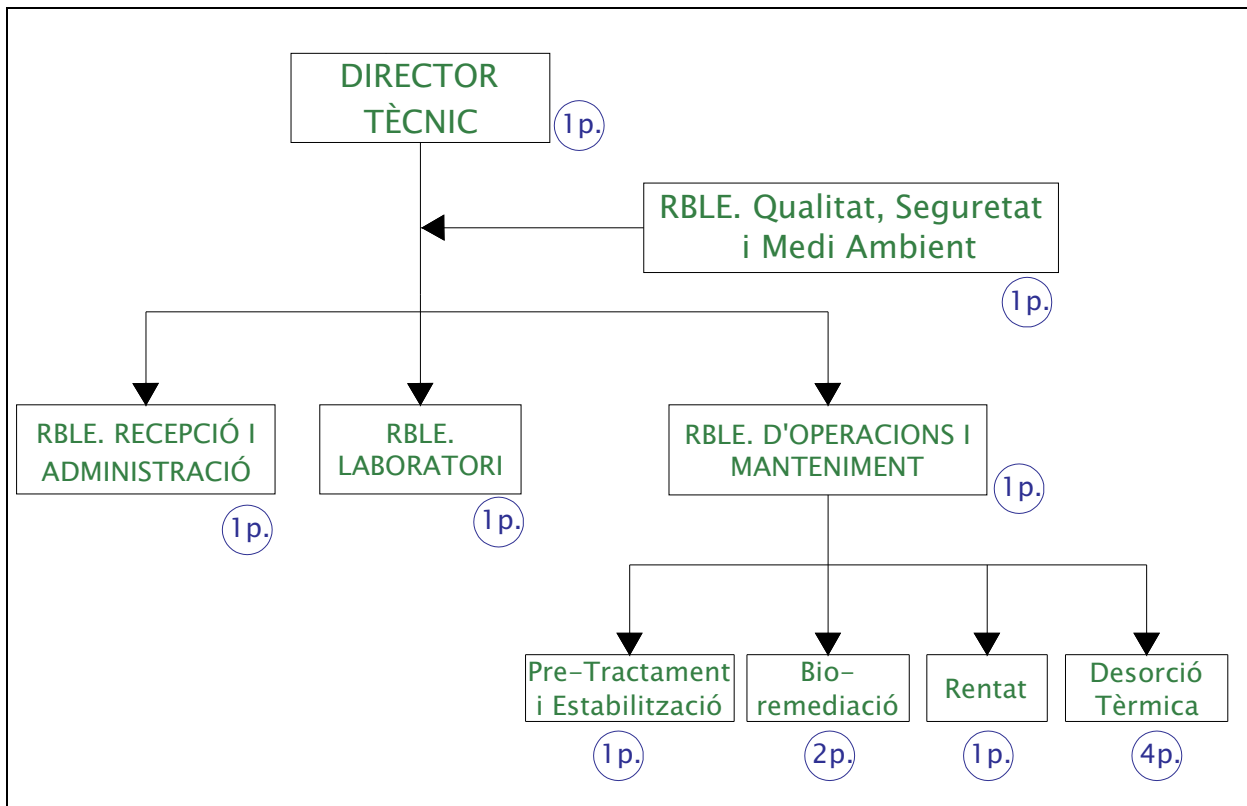 DIRECTOR
TÈCNIC
1p.
RBLE. Qualitat, Seguretat
i Medi Ambient
1p.
RBLE. RECEPCIÓ I
ADMINISTRACIÓ
1p.
RBLE.
LABORATORI
1p.
RBLE. D'OPERACIONS I
MANTENIMENT
1p.
Pre-Tractament
i Estabilització
1p.
Bio-
remediació
2p.
Rentat
1p.
Desorció
Tèrmica
4p.